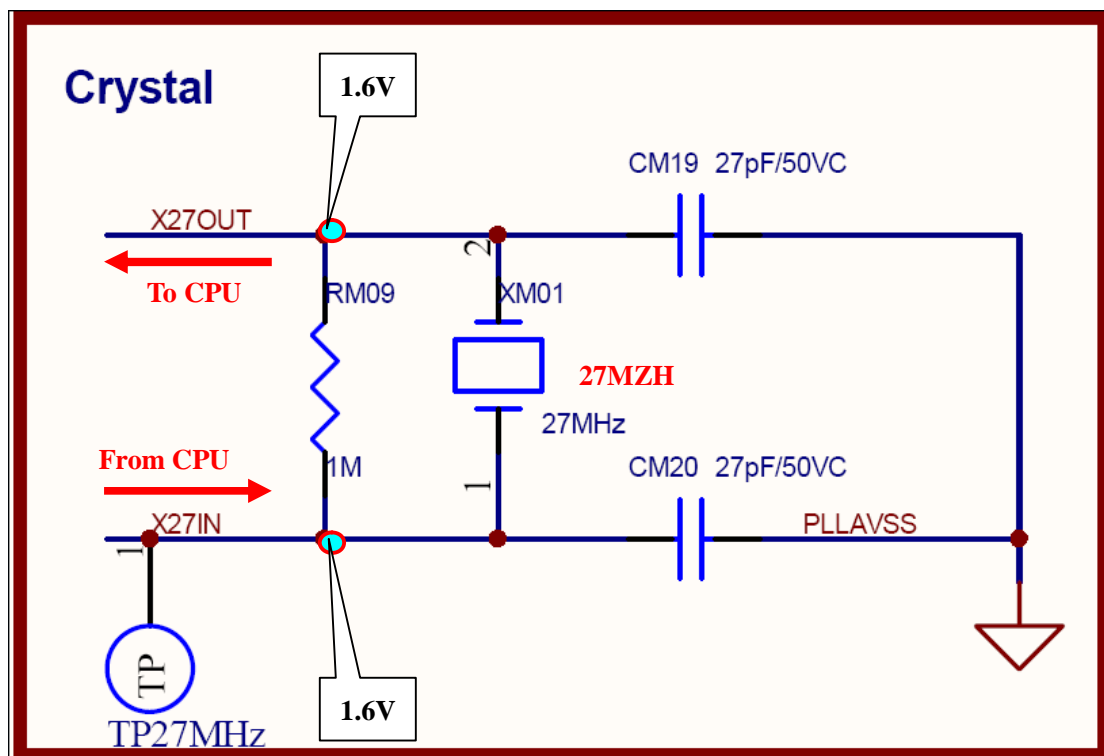 Crystal
1.6V
CM19 27pF/50VC
X27OUT
2
To CPU
RM09
XM01
27MZH
27MHz
From CPU
1M
1
CM20 27pF/50VC
X27IN
PLLAVSS
1
TP
TP27MHz
1.6V